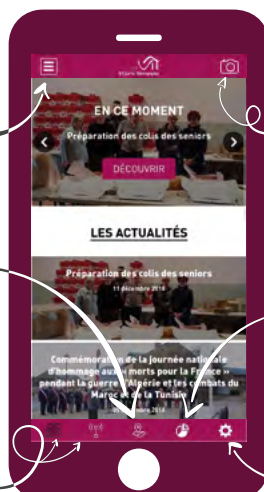 EN CE MOMENT
Préparation des colis des seniors
DÉCOUVRIR
LES ACTUALITÉS
Préparation des colis des seniors
11 décembre 2018
Commémoration de la journée nationale
d'hommage aux « morts pour la France »
pendant la guerre d'Algérie et les combats du
Maroc et de la Tunisie
décembre 2018